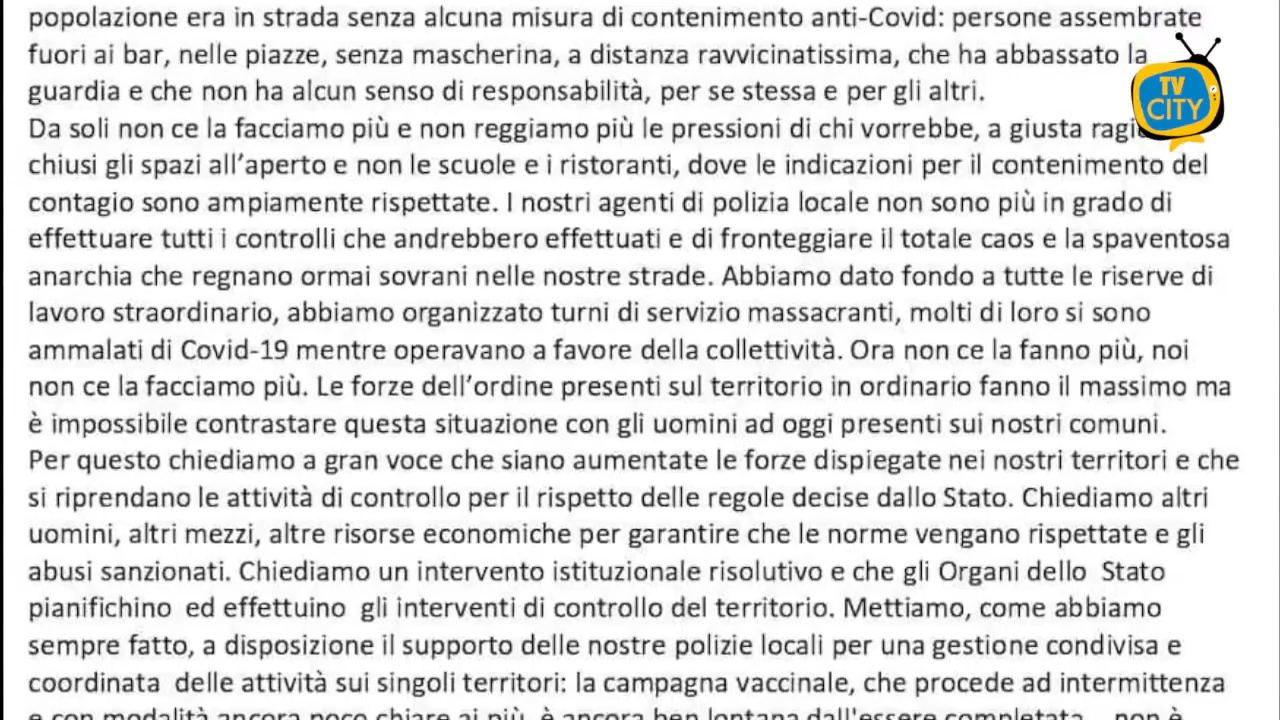 popolazione era in strada senza alcuna misura di contenimento anti-Covid: persone assembrate
fuori ai bar, nelle piazze, senza mascherina, a distanza ravvicinatissima, che ha abbassato la
guardia e che non ha alcun senso di responsabilità, per se stessa e per gli altri.
TV
CITY
Da soli non ce la facciamo più e non reggiamo più le pressioni di chi vorrebbe, a giusta
chiusi gli spazi all'aperto e non le scuole e i ristoranti, dove le indicazioni per il contenimento del
contagio sono ampiamente rispettate. I nostri agenti di polizia locale non sono più in grado di
effettuare tutti i controlli che andrebbero effettuati e di fronteggiare il totale caos e la spaventosa
anarchia che regnano ormai sovrani nelle nostre strade. Abbiamo dato fondo a tutte le riserve di
lavoro straordinario, abbiamo organizzato turni di servizio massacranti, molti di loro si sono
ammalati di Covid-19 mentre operavano a favore della collettività. Ora non ce la fanno più, noi
non ce la facciamo più. Le forze dell'ordine presenti sul territorio in ordinario fanno il massimo ma
è impossibile contrastare questa situazione con gli uomini ad oggi presenti sui nostri comuni.
Per questo chiediamo a gran voce che siano aumentate le forze dispiegate nei nostri territori e che
si riprendano le attività di controllo per il rispetto delle regole decise dallo Stato. Chiediamo altri
uomini, altri mezzi, altre risorse economiche per garantire che le norme vengano rispettate e gli
abusi sanzionati. Chiediamo un intervento istituzionale risolutivo e che gli Organi dello Stato
pianifichino ed effettuino gli interventi di controllo del territorio. Mettiamo, come abbiamo
sempre fatto, a disposizione il supporto delle nostre polizie locali per una gestione condivisa e
coordinata delle attività sui singoli territori: la campagna vaccinale, che procede ad intermittenza
e con modalità ancora poco chiare ai più, è ancora ben lontana dall'essere completata non è